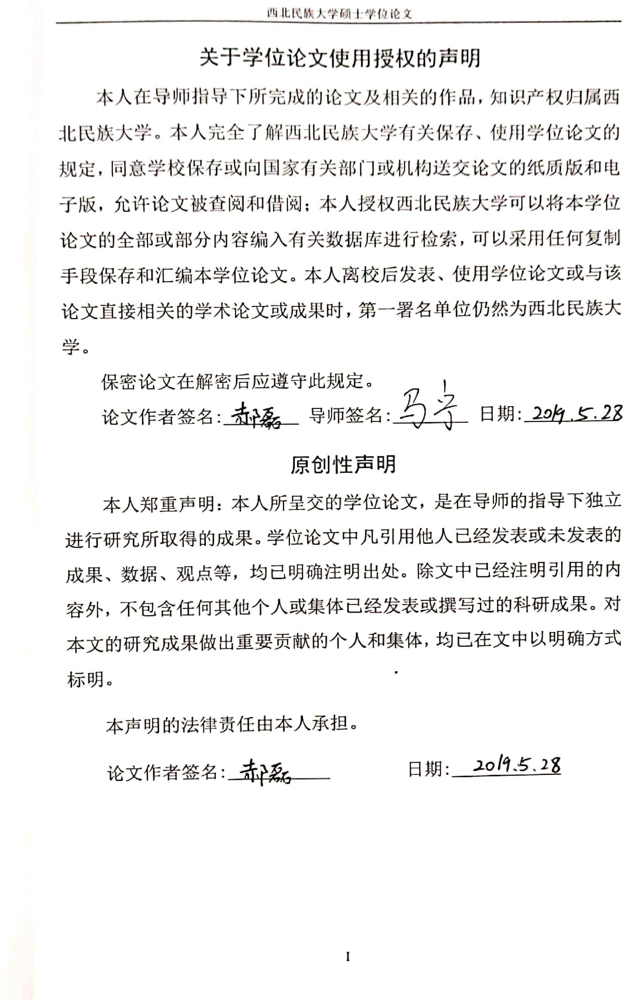 西北民族大学硕士学位论文
关于学位论文使用授权的声明
本人在导师指导下所完成的论文及相关的作品，知识产权归属西
北民族大学。本人完全了解西北民族大学有关保存、使用学位论文的
规定，同意学校保存或向国家有关部门或机构送交论文的纸质版和电
子版，允许论文被查阅和借阅；本人授权西北民族大学可以将本学位
论文的全部或部分内容编入有关数据库进行检索，可以采用任何复制
手段保存和汇编本学位论文。本人离校后发表、使用学位论文或与该
论文直接相关的学术论文或成果时，第一署名单位仍然为西北民族大
学。
保密论文在解密后应遵守此规定。
论文作者签名：郝磊 导师签名：马宁 日期：2019.5.28
原创性声明
本人郑重声明：本人所呈交的学位论文，是在导师的指导下独立
进行研究所取得的成果。学位论文中凡引用他人已经发表或未发表的
成果、数据、观点等，均已明确注明出处。除文中已经注明引用的内
容外，不包含任何其他个人或集体已经发表或撰写过的科研成果。对
本文的研究成果做出重要贡献的个人和集体，均已在文中以明确方式
标明。
本声明的法律责任由本人承担。
论文作者签名：郝磊 日期：2019.5.28
I